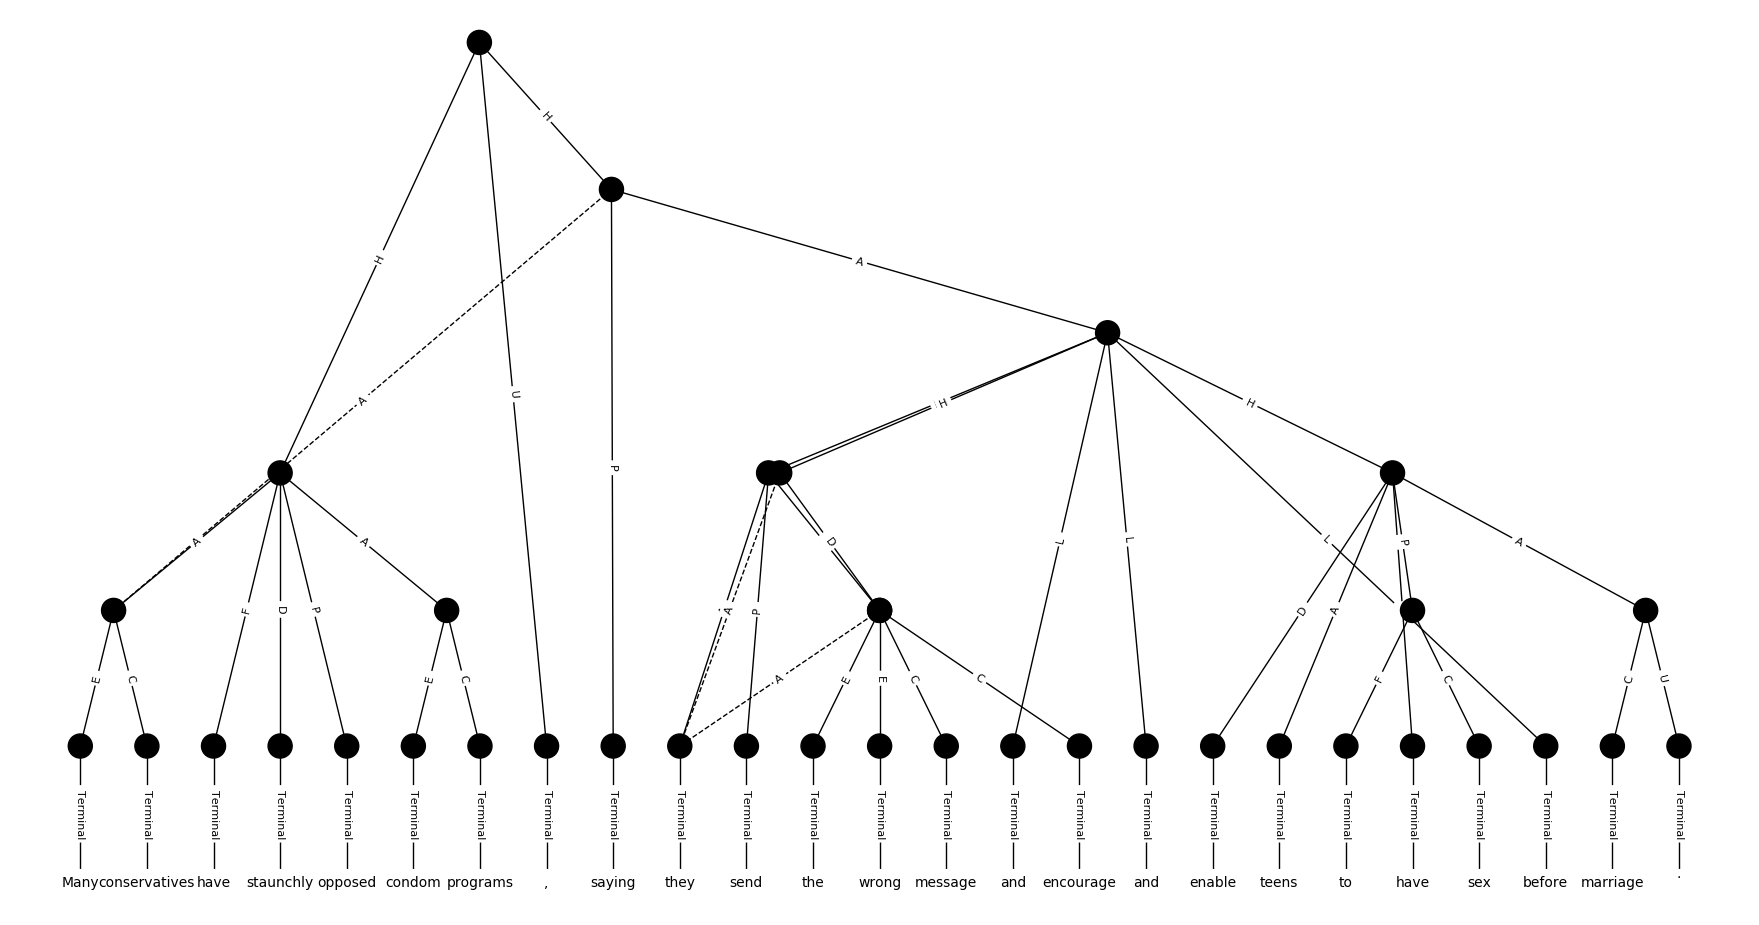 H
H
A
A
H
H
U
P
L
L
L
A
A
D
P
A
F
D
P
A
P
D
A
E
C
E
C
A
E
E
C
C
F
C
C
U
Terminal Terminal Terminal Terminal Terminal Terminal Terminal Terminal Terminal Terminal Terminal Terminal Terminal Terminal Terminal Terminal Terminal Terminal Terminal Terminal Terminal Terminal Terminal Terminal Terminal
Many conservatives have staunchly opposed condom programs , saying they send the wrong message and encourage and enable teens to have sex before marriage .